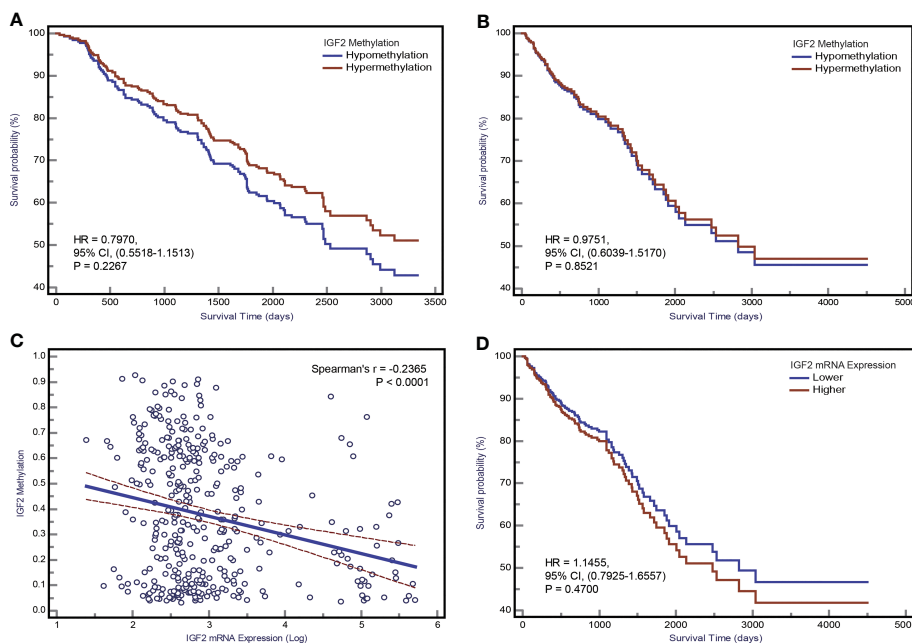 A
IGF2 Methylation
Hypomethylation
Hypermethylation
Survival probability (%)
100
90
80
70
60
50
40
HR = 0.7970,
95% CI, (0.5518-1.1513)
P = 0.2267
0 500 1000 1500 2000 2500 3000 3500
Survival Time (days)
B
IGF2 Methylation
Hypomethylation
Hypermethylation
Survival probability (%)
100
90
80
70
60
50
40
HR = 0.9751,
95% CI, (0.6039-1.5170)
P = 0.8521
0 1000 2000 3000 4000 5000
Survival Time (days)
C
Spearman's r = -0.2365
P < 0.0001
IGF2 Methylation
1.0
0.9
0.8
0.7
0.6
0.5
0.4
0.3
0.2
0.1
0.0
1 2 3 4 5 6
IGF2 mRNA Expression (Log)
D
IGF2 mRNA Expression
Lower
Higher
Survival probability (%)
100
90
80
70
60
50
40
HR = 1.1455,
95% CI, (0.7925-1.6557)
P = 0.4700
0 1000 2000 3000 4000 5000
Survival Time (days)